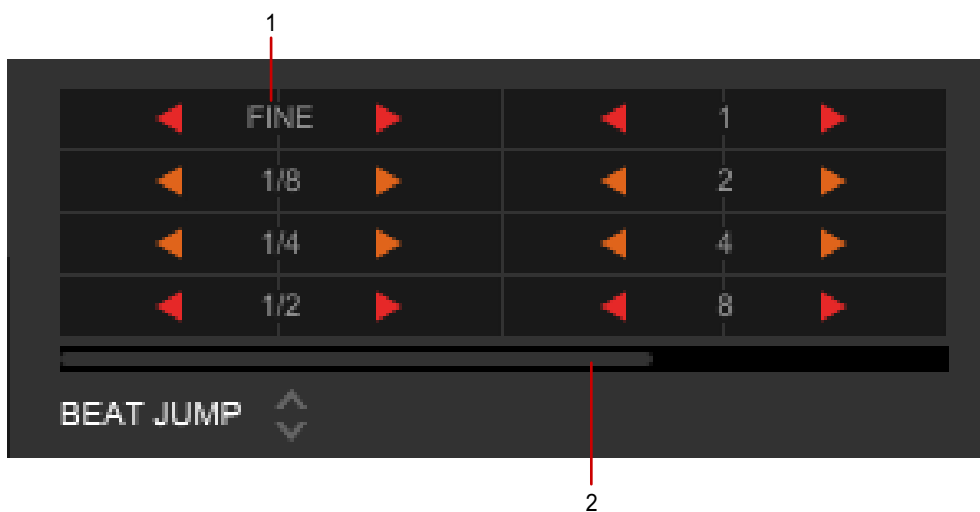 1
FINE 1
1/8 2
1/4 4
1/2 8
BEAT JUMP
2